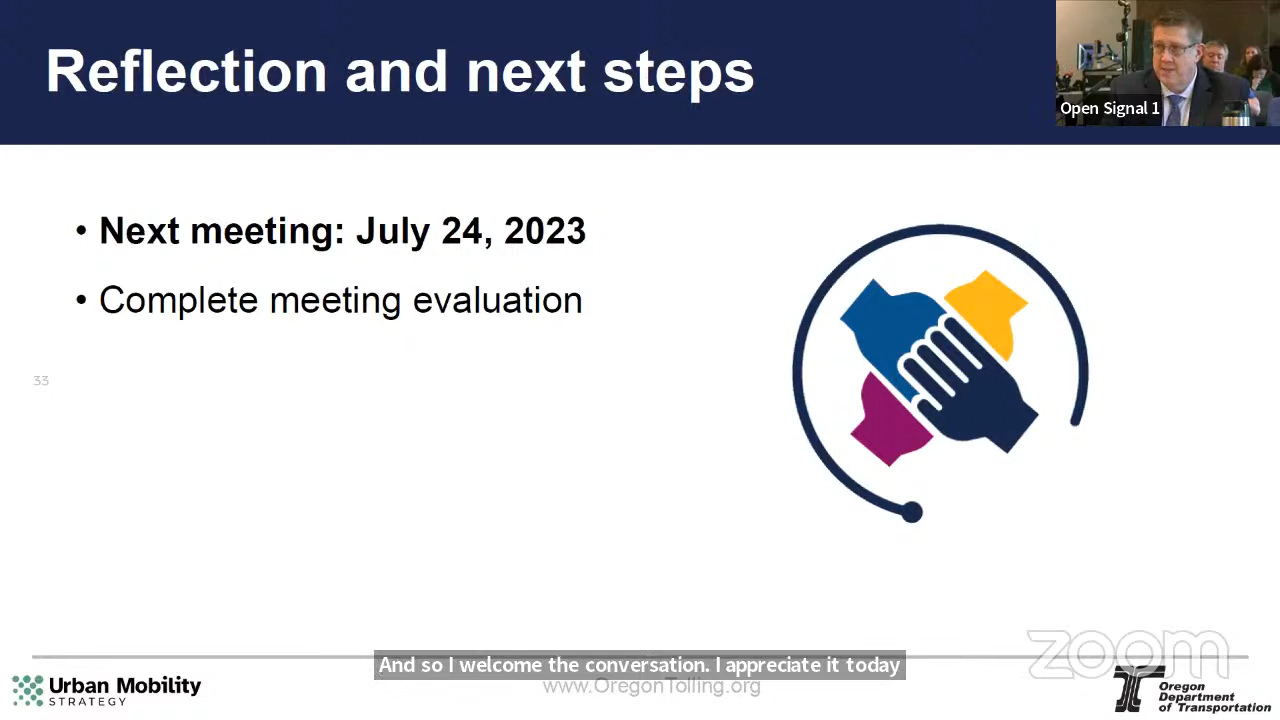 Reflection and next steps
Open Signal 1
• Next meeting: July 24, 2023
• Complete meeting evaluation
33
And so I welcome the conversation. I appreciate it today
www.OregonTolling.org
zoom
Urban Mobility
STRATEGY
Oregon
Department
of Transportation